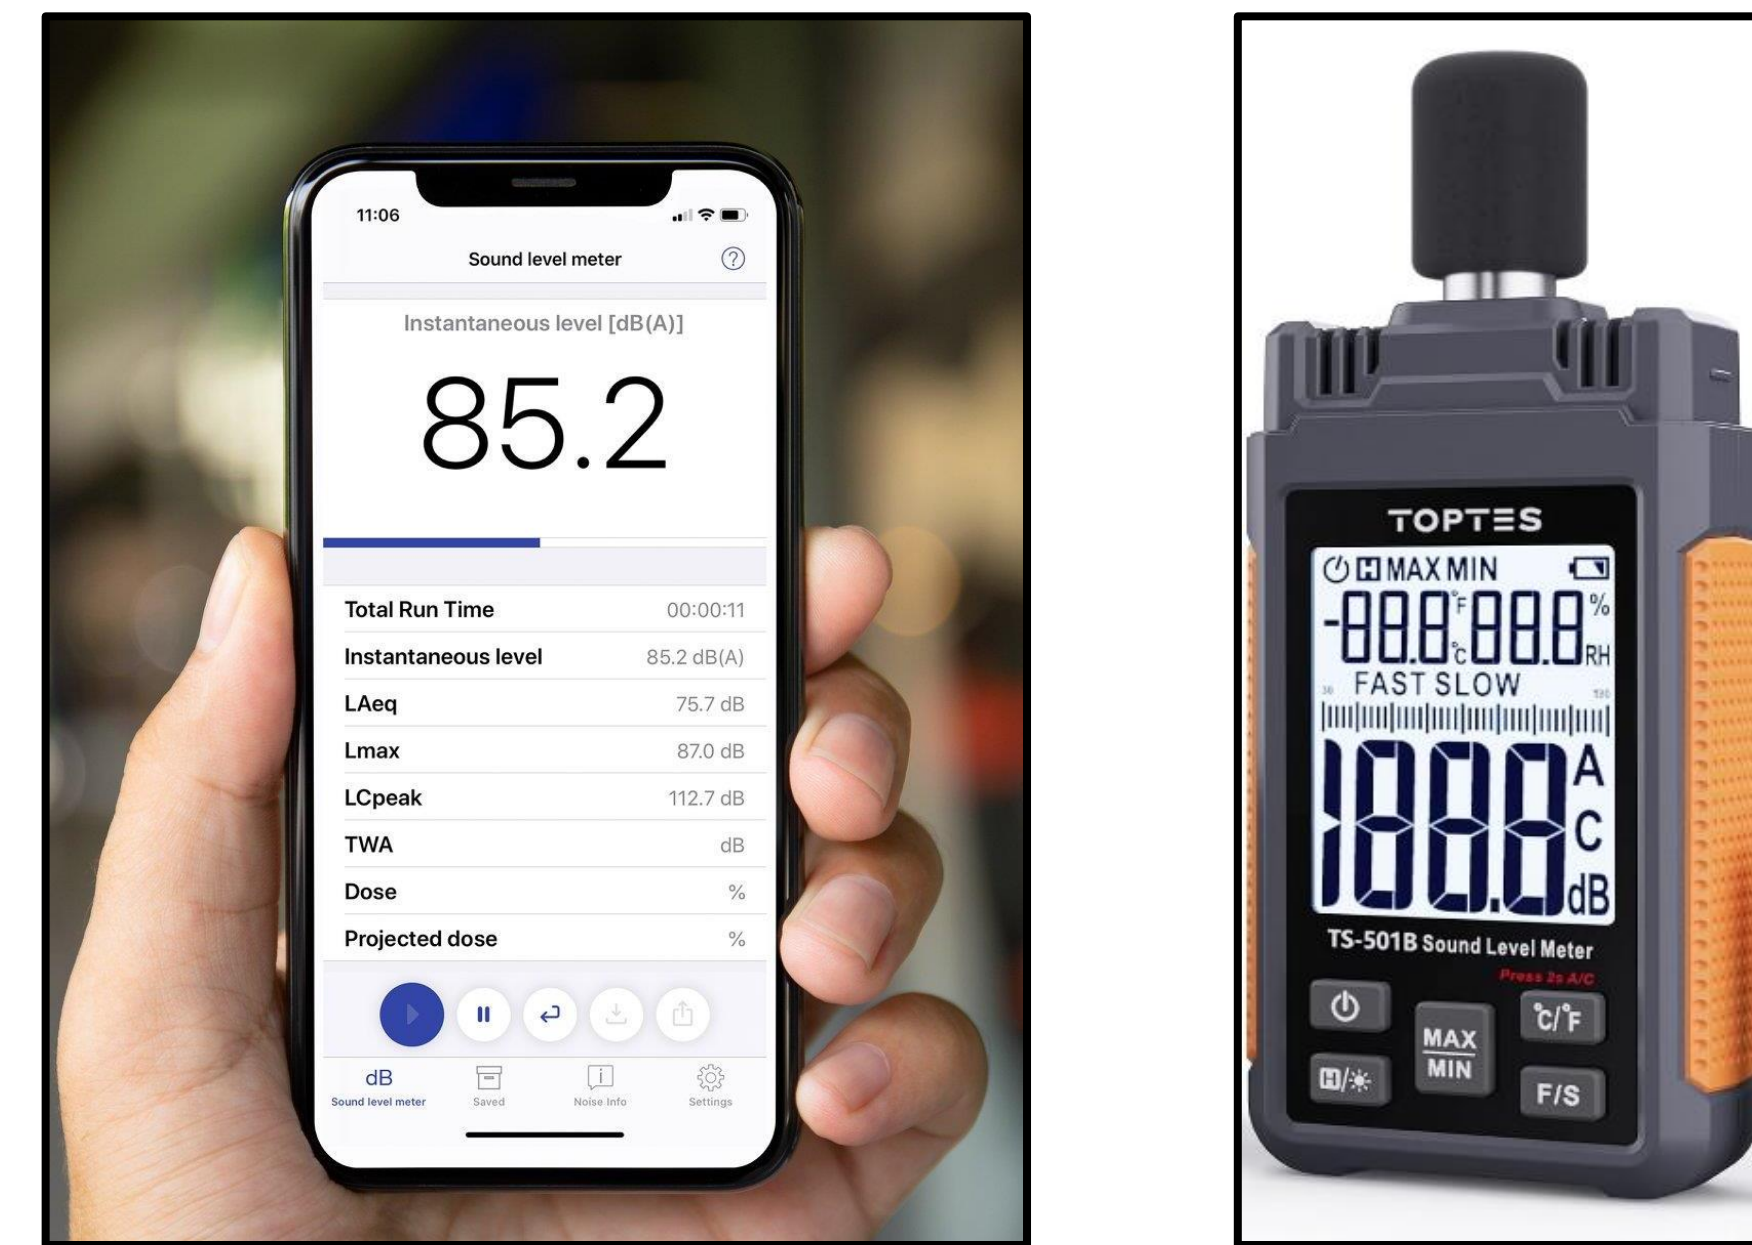 11:06
Sound level meter
?
Instantaneous level [dB(A)]
85.2
Total Run Time 00:00:11
Instantaneous level 85.2 dB(A)
LAeq 75.7 dB
Lmax 87.0 dB
LCpeak 112.7 dB
TWA dB
Dose %
Projected dose %
dB
Sound level meter Saved Noise Info Settings
TOPTES
H MAX MIN
-88.8 °F °C 88.8 % RH
FAST SLOW
30 130
188.8 A C dB
TS-501B Sound Level Meter
Press 2s A/C
MAX
MIN
°C/°F
H/
F/S